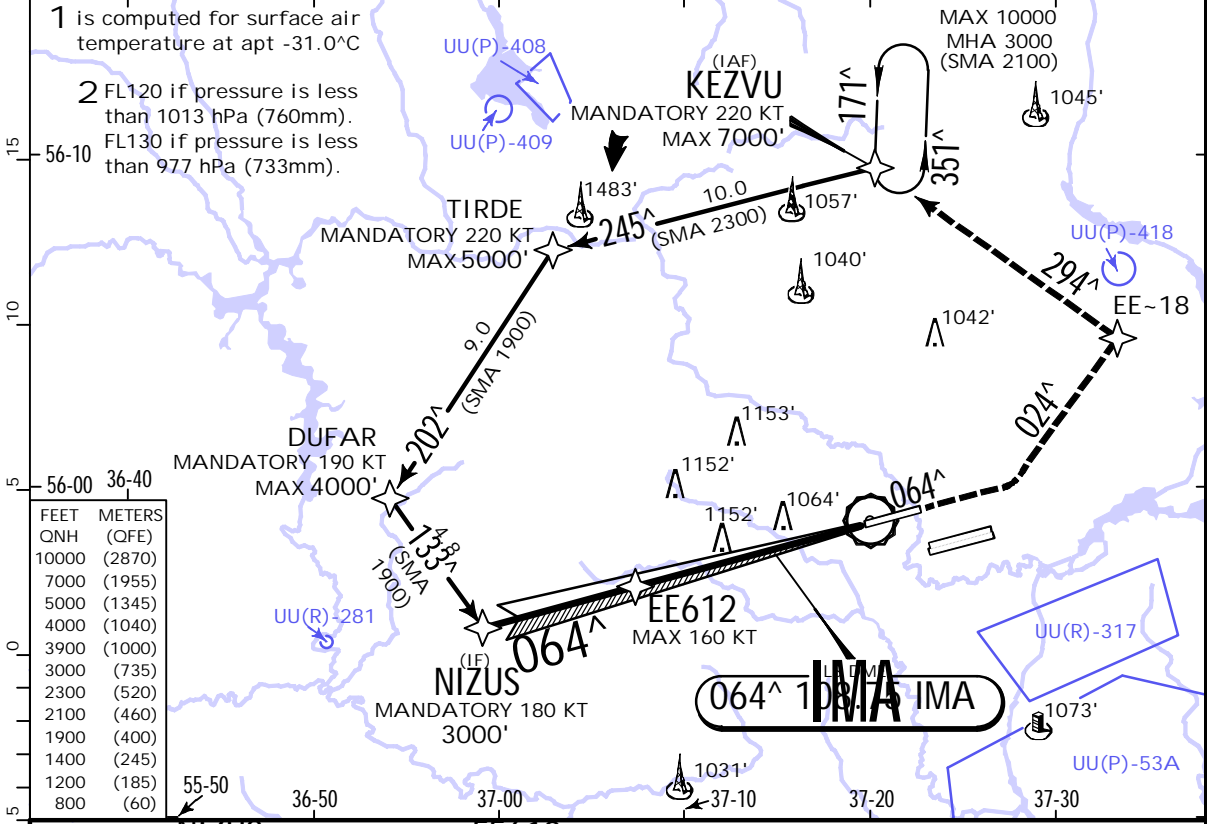 1 is computed for surface air
temperature at apt -31.0^C
2 FL120 if pressure is less
than 1013 hPa (760mm).
FL130 if pressure is less
than 977 hPa (733mm).
UU(P)-408
UU(P)-409
(IAF)
KEZVU
MANDATORY 220 KT
MAX 7000'
MAX 10000
MHA 3000
(SMA 2100)
171^
351^
1045'
15
56-10
1483'
10.0
245^
(SMA 2300)
1057'
TIRDE
MANDATORY 220 KT
MAX 5000'
UU(P)-418
1040'
294^
EE~18
10
1042'
9.0
(SMA 1900)
202^
024^
1153'
DUFAR
MANDATORY 190 KT
MAX 4000'
1152'
5
56-00
36-40
1064'
064^
1152'
4.8
133^
(SMA
1900)
FEET METERS
QNH (QFE)
10000 (2870)
7000 (1955)
5000 (1345)
4000 (1040)
3900 (1000)
3000 (735)
2300 (520)
2100 (460)
1900 (400)
1400 (245)
1200 (185)
800 (60)
UU(R)-281
EE612
MAX 160 KT
UU(R)-317
0
064^
(IF)
NIZUS
MANDATORY 180 KT
3000'
IMA
064^ 108.75 IMA
1073'
UU(P)-53A
1031'
55-50
36-50
37-00
37-10
37-20
37-30
5